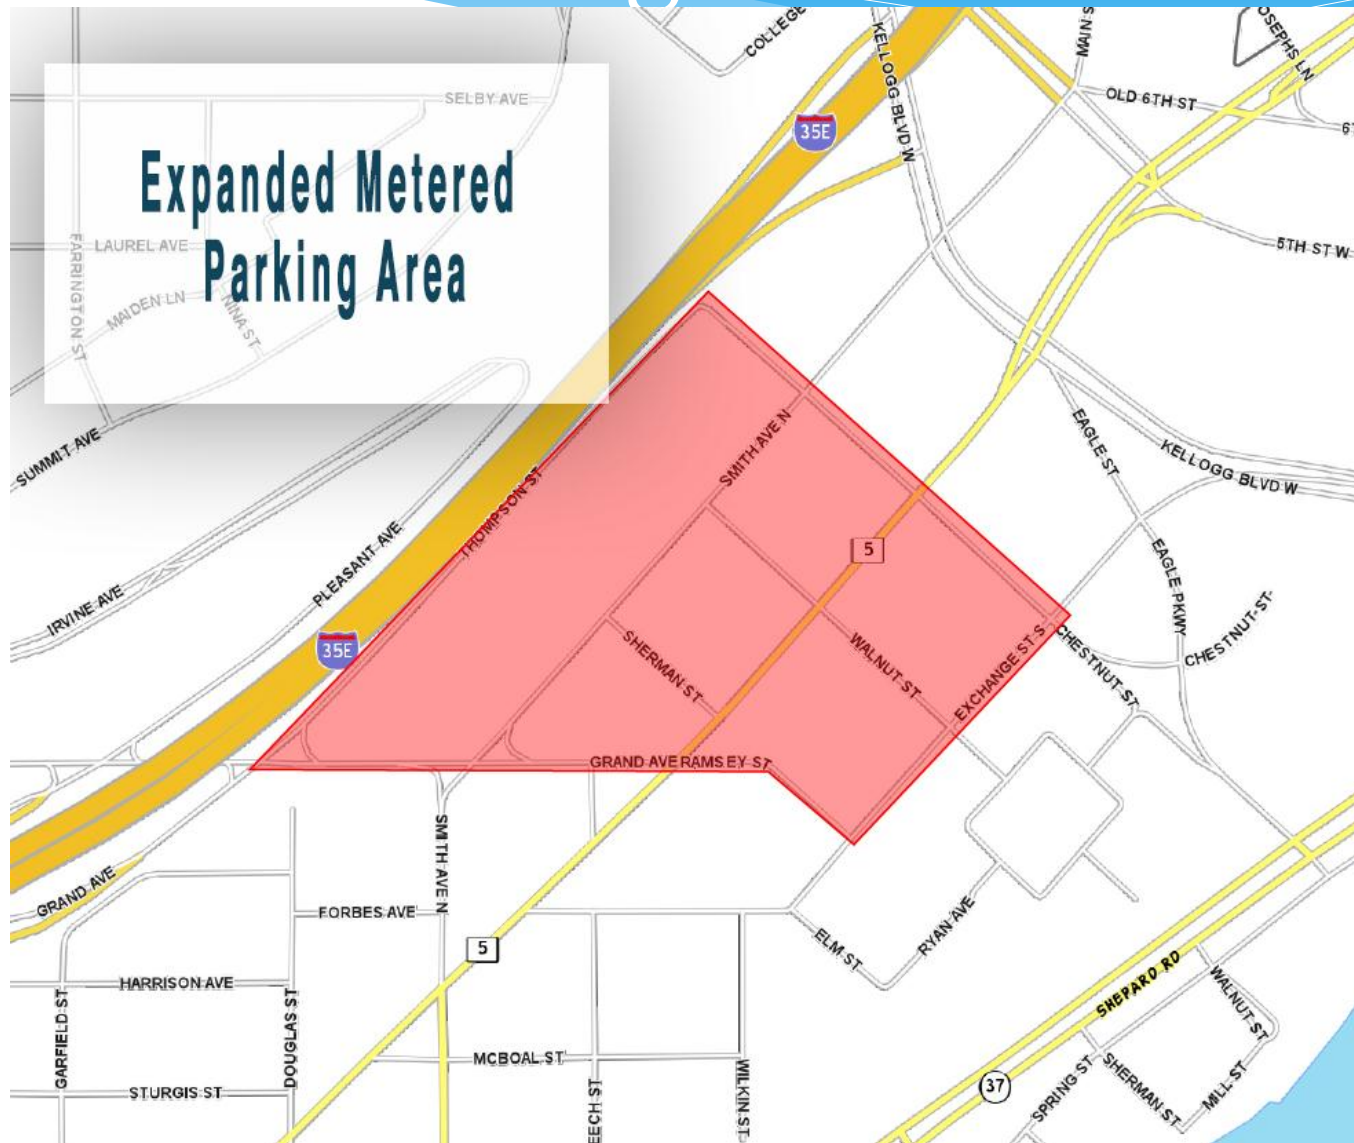 COLLEGE
KELLOGG BLVD W
MAIN S
OSEPHS LN
SELBY AVE
35E
OLD 6TH ST
6T
Expanded Metered
Parking Area
FARRINGTON ST
LAUREL AVE
5TH ST W
MAIDEN LN
NINA ST
SUMMIT AVE
SMITH AVE N
EAGLE ST
KELLOGG BLVD W
THOMPSON ST
PLEASANT AVE
5
EAGLE PKWY
IRVINE AVE
CHESTNUT ST
35E
SHERMAN ST
WALNUT ST
EXCHANGE ST S
CHESTNUT ST
GRAND AVE RAMSEY ST
SMITH AVE N
GRAND AVE
FORBES AVE
ELM ST
RYAN AVE
5
HARRISON AVE
SHEPARD RD
WALNUT ST
GARFIELD ST
DOUGLAS ST
MCBOAL ST
WILKIN ST
EECH ST
STURGIS ST
37
SPRING ST
SHERMAN ST
MILL ST